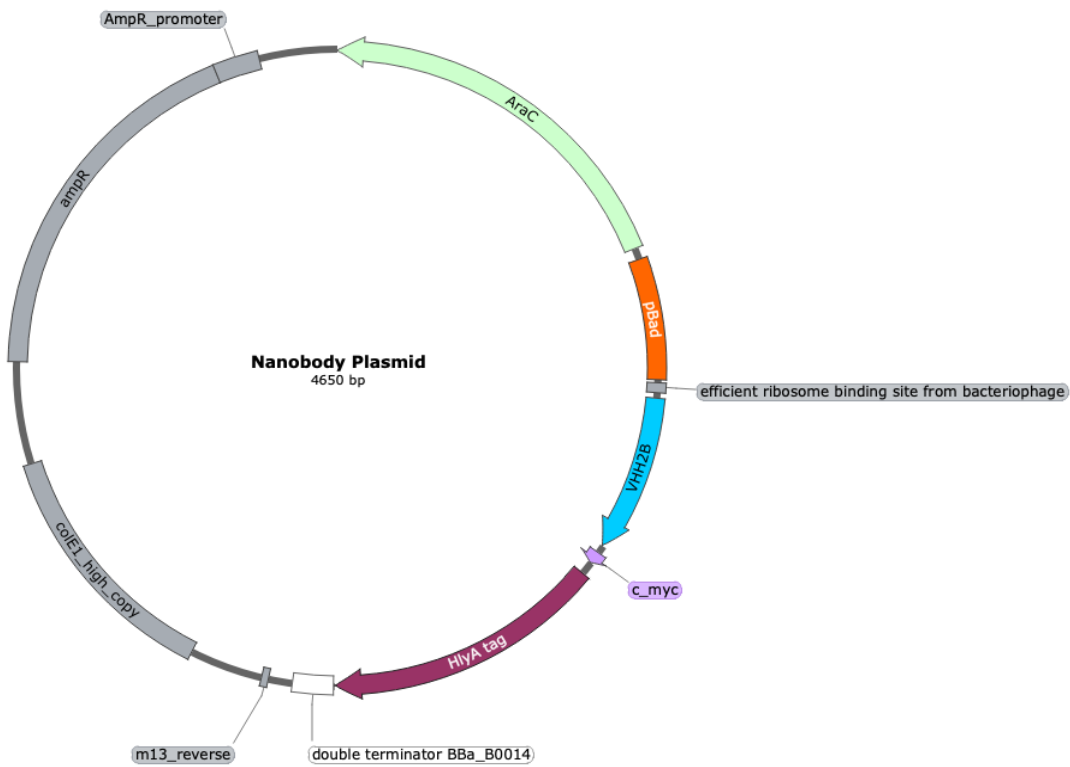 AmpR_promoter
AraC
ampR
pBad
Nanobody Plasmid
4650 bp
efficient ribosome binding site from bacteriophage
VHH2B
c_myc
colE1_high_copy
HlyA tag
m13_reverse
double terminator BBa_B0014